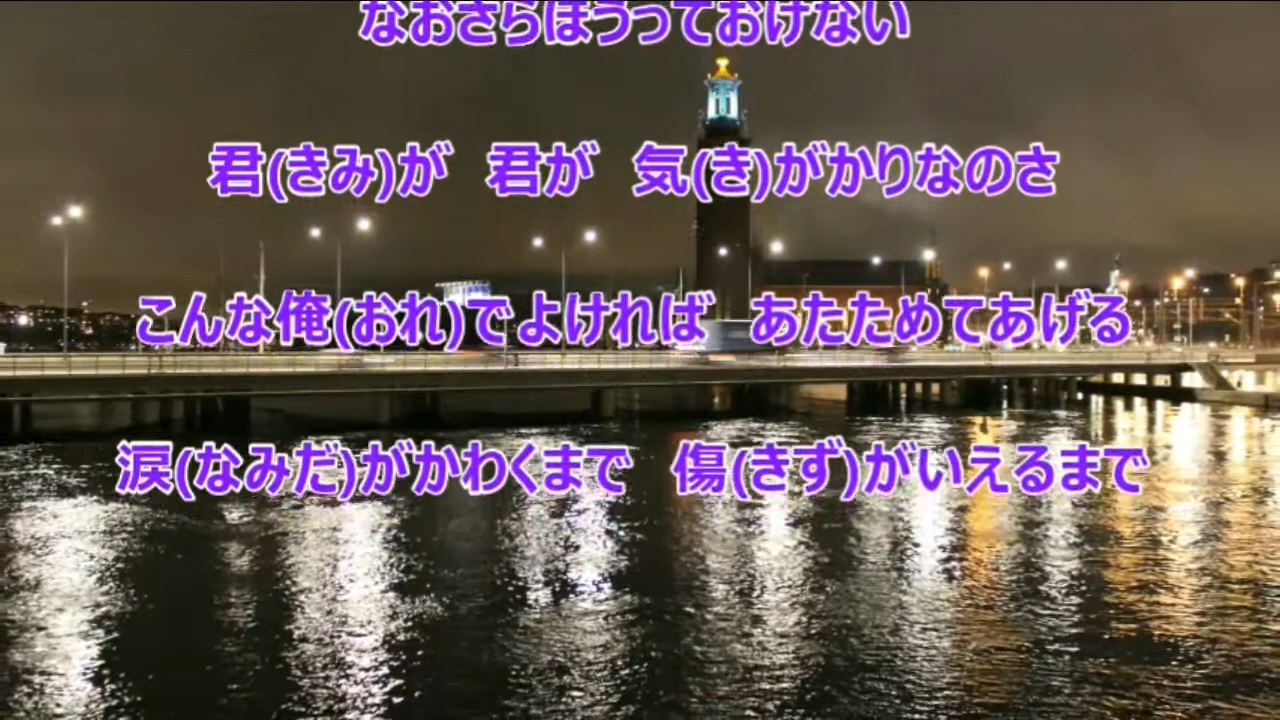 なおさらほうっておけない
君(きみ)が　君が　気(き)がかりなのさ
こんな俺(おれ)でよければ　あたためてあげる
涙(なみだ)がかわくまで　傷(きず)がいえるまで